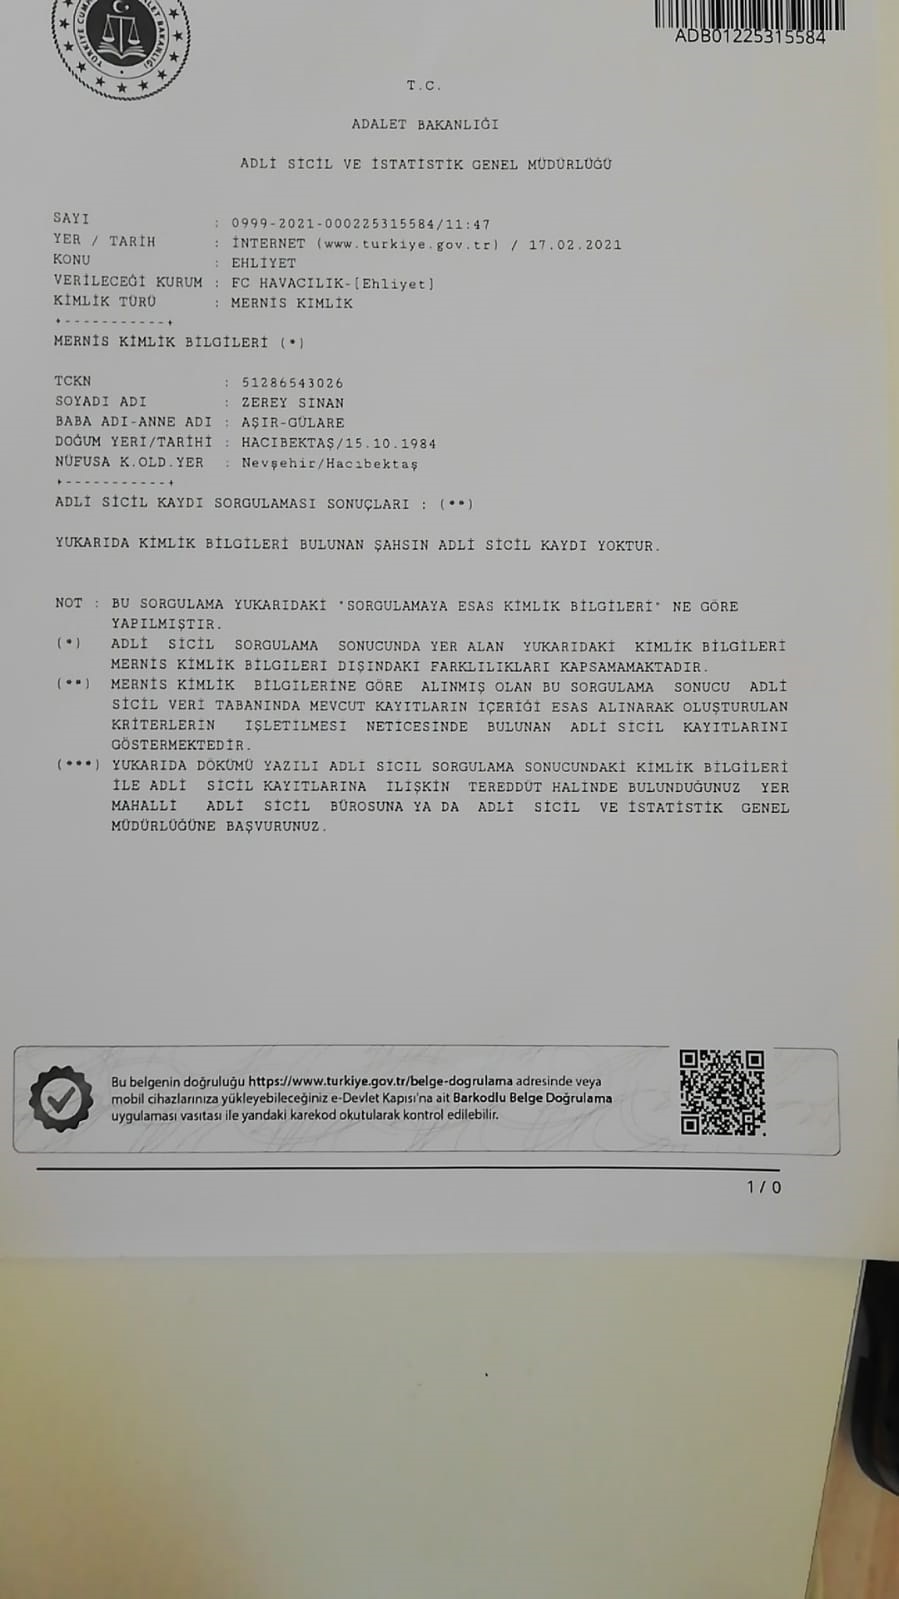 TÜRKİYE CUM ALET BAKANLIĞI
ADB01225315584
T.C.
ADALET BAKANLIĞI
ADLİ SİCİL VE İSTATİSTİK GENEL MÜDÜRLÜĞÜ
SAYI : 0999-2021-000225315584/11:47
YER / TARİH : İNTERNET (www.turkiye.gov.tr) / 17.02.2021
KONU : EHLİYET
VERİLECEĞİ KURUM : FC HAVACILIK-[Ehliyet]
KİMLİK TÜRÜ : MERNİS KIMLİK
+-----------+
MERNİS KİMLİK BİLGİLERİ (*)
TCKN : 51286543026
SOYADI ADI : ZEREY SİNAN
BABA ADI-ANNE ADI : AŞIR-GÜLARE
DOĞUM YERİ/TARİHİ : HACIBEKTAŞ/15.10.1984
NÜFUSA K.OLD.YER : Nevşehir/Hacıbektaş
+-----------+
ADLİ SİCİL KAYDI SORGULAMASI SONUÇLARI : (**)
YUKARIDA KİMLİK BİLGİLERİ BULUNAN ŞAHSIN ADLİ SİCİL KAYDI YOKTUR.
NOT : BU SORGULAMA YUKARIDAKİ "SORGULAMAYA ESAS KİMLİK BİLGİLERİ" NE GÖRE
YAPILMIŞTIR.
(*) ADLİ SİCİL SORGULAMA SONUCUNDA YER ALAN YUKARIDAKİ KİMLİK BİLGİLERİ
MERNİS KİMLİK BİLGİLERİ DIŞINDAKİ FARKLILIKLARI KAPSAMAMAKTADIR.
(**) MERNİS KİMLİK BİLGİLERİNE GÖRE ALINMIŞ OLAN BU SORGULAMA SONUCU ADLİ
SİCİL VERİ TABANINDA MEVCUT KAYITLARIN İÇERİĞİ ESAS ALINARAK OLUŞTURULAN
KRİTERLERİN IŞLETİLMESİ NETİCESİNDE BULUNAN ADLİ SİCİL KAYITLARINI
GÖSTERMEKTEDİR.
(***) YUKARIDA DÖKÜMÜ YAZILI ADLİ SİCİL SORGULAMA SONUCUNDAKİ KİMLİK BİLGİLERİ
İLE ADLİ SİCİL KAYITLARINA İLİŞKİN TEREDDÜT HALİNDE BULUNDUĞUNUZ YER
MAHALLİ ADLİ SİCİL BÜROSUNA YA DA ADLİ SİCİL VE İSTATİSTİK GENEL
MÜDÜRLÜĞÜNE BAŞVURUNUZ.
Bu belgenin doğruluğu https://www.turkiye.gov.tr/belge-dogrulama adresinde veya
mobil cihazlarınıza yükleyebileceğiniz e-Devlet Kapısı'na ait Barkodlu Belge Doğrulama
uygulaması vasıtası ile yandaki karekod okutularak kontrol edilebilir.
1 / 0